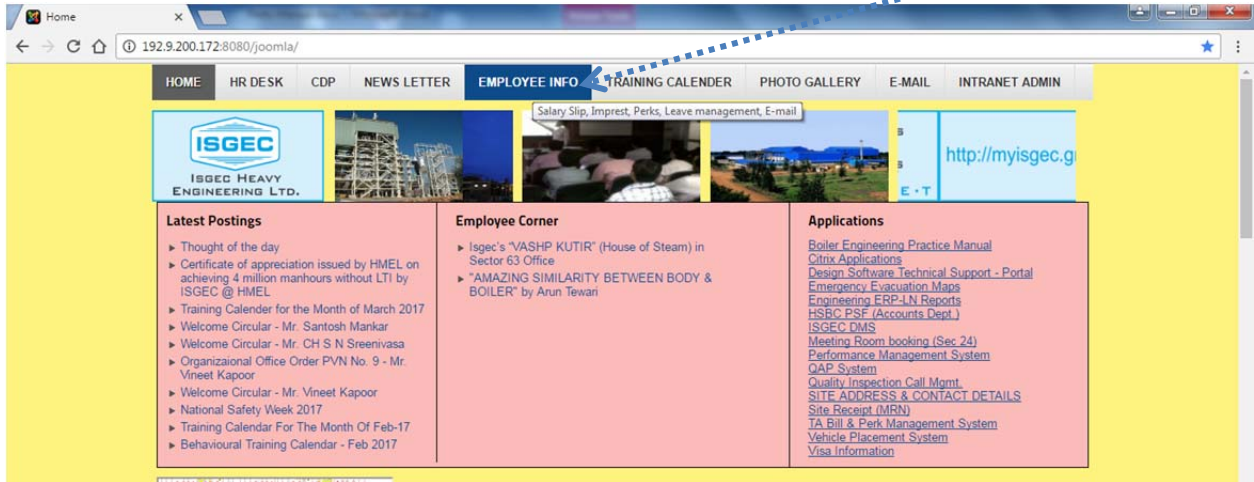 Home
192.9.200.172:8080/joomla/
HOME HR DESK CDP NEWS LETTER EMPLOYEE INFO TRAINING CALENDER PHOTO GALLERY E-MAIL INTRANET ADMIN
Salary Slip, Imprest, Perks, Leave management, E-mail
ISGEC
ISGEC HEAVY
ENGINEERING LTD.
E·T
http://myisgec.g
Latest Postings
Thought of the day
Certificate of appreciation issued by HMEL on
achieving 4 million manhours without LTI by
ISGEC @ HMEL
Training Calender for the Month of March 2017
Welcome Circular - Mr. Santosh Mankar
Welcome Circular - Mr. CH S N Sreenivasa
Organizaional Office Order PVN No. 9 - Mr.
Vineet Kapoor
Welcome Circular - Mr. Vineet Kapoor
National Safety Week 2017
Training Calendar For The Month Of Feb-17
Behavioural Training Calendar - Feb 2017
Employee Corner
Isgec's "VASHP KUTIR" (House of Steam) in
Sector 63 Office
"AMAZING SIMILARITY BETWEEN BODY &
BOILER" by Arun Tewari
Applications
Boiler Engineering Practice Manual
Citrix Applications
Design Software Technical Support - Portal
Emergency Evacuation Maps
Engineering ERP-LN Reports
HSBC PSF (Accounts Dept.)
ISGEC DMS
Meeting Room booking (Sec 24)
Performance Management System
QAP System
Quality Inspection Call Mgmt.
SITE ADDRESS & CONTACT DETAILS
Site Receipt (MRN)
TA Bill & Perk Management System
Vehicle Placement System
Visa Information